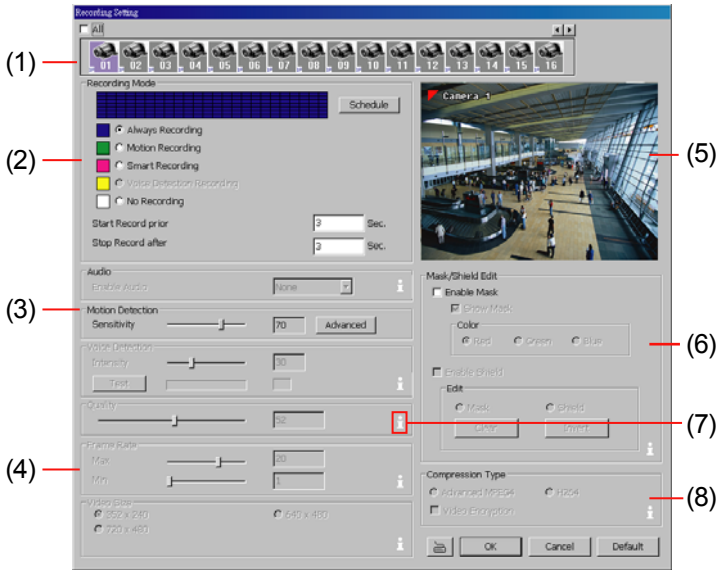 Recording Setting
All
(1)
01 02 03 04 05 06 07 08 09 10 11 12 13 14 15 16
Recording Mode
Schedule
(2)
Always Recording
Motion Recording
Smart Recording
Voice Detection Recording
No Recording
Start Record prior 3 Sec.
Stop Record after 3 Sec.
Camera 1
(5)
Audio
Enable Audio None
i
(3)
Motion Detection
Sensitivity 70 Advanced
Voice Detection
Intensity 30
Test
i
Quality
52
i
(7)
(4)
Frame Rate
Max 20
Min 1
i
Video Size
352 x 240 640 x 480
720 x 480
i
Mask/Shield Edit
Enable Mask
Show Mask
Color
Red Green Blue
(6)
Enable Shield
Edit
Mask Shield
Clear Invert
i
Compression Type
Advanced MPEG4 H264
Video Encryption
i
(8)
OK Cancel Default